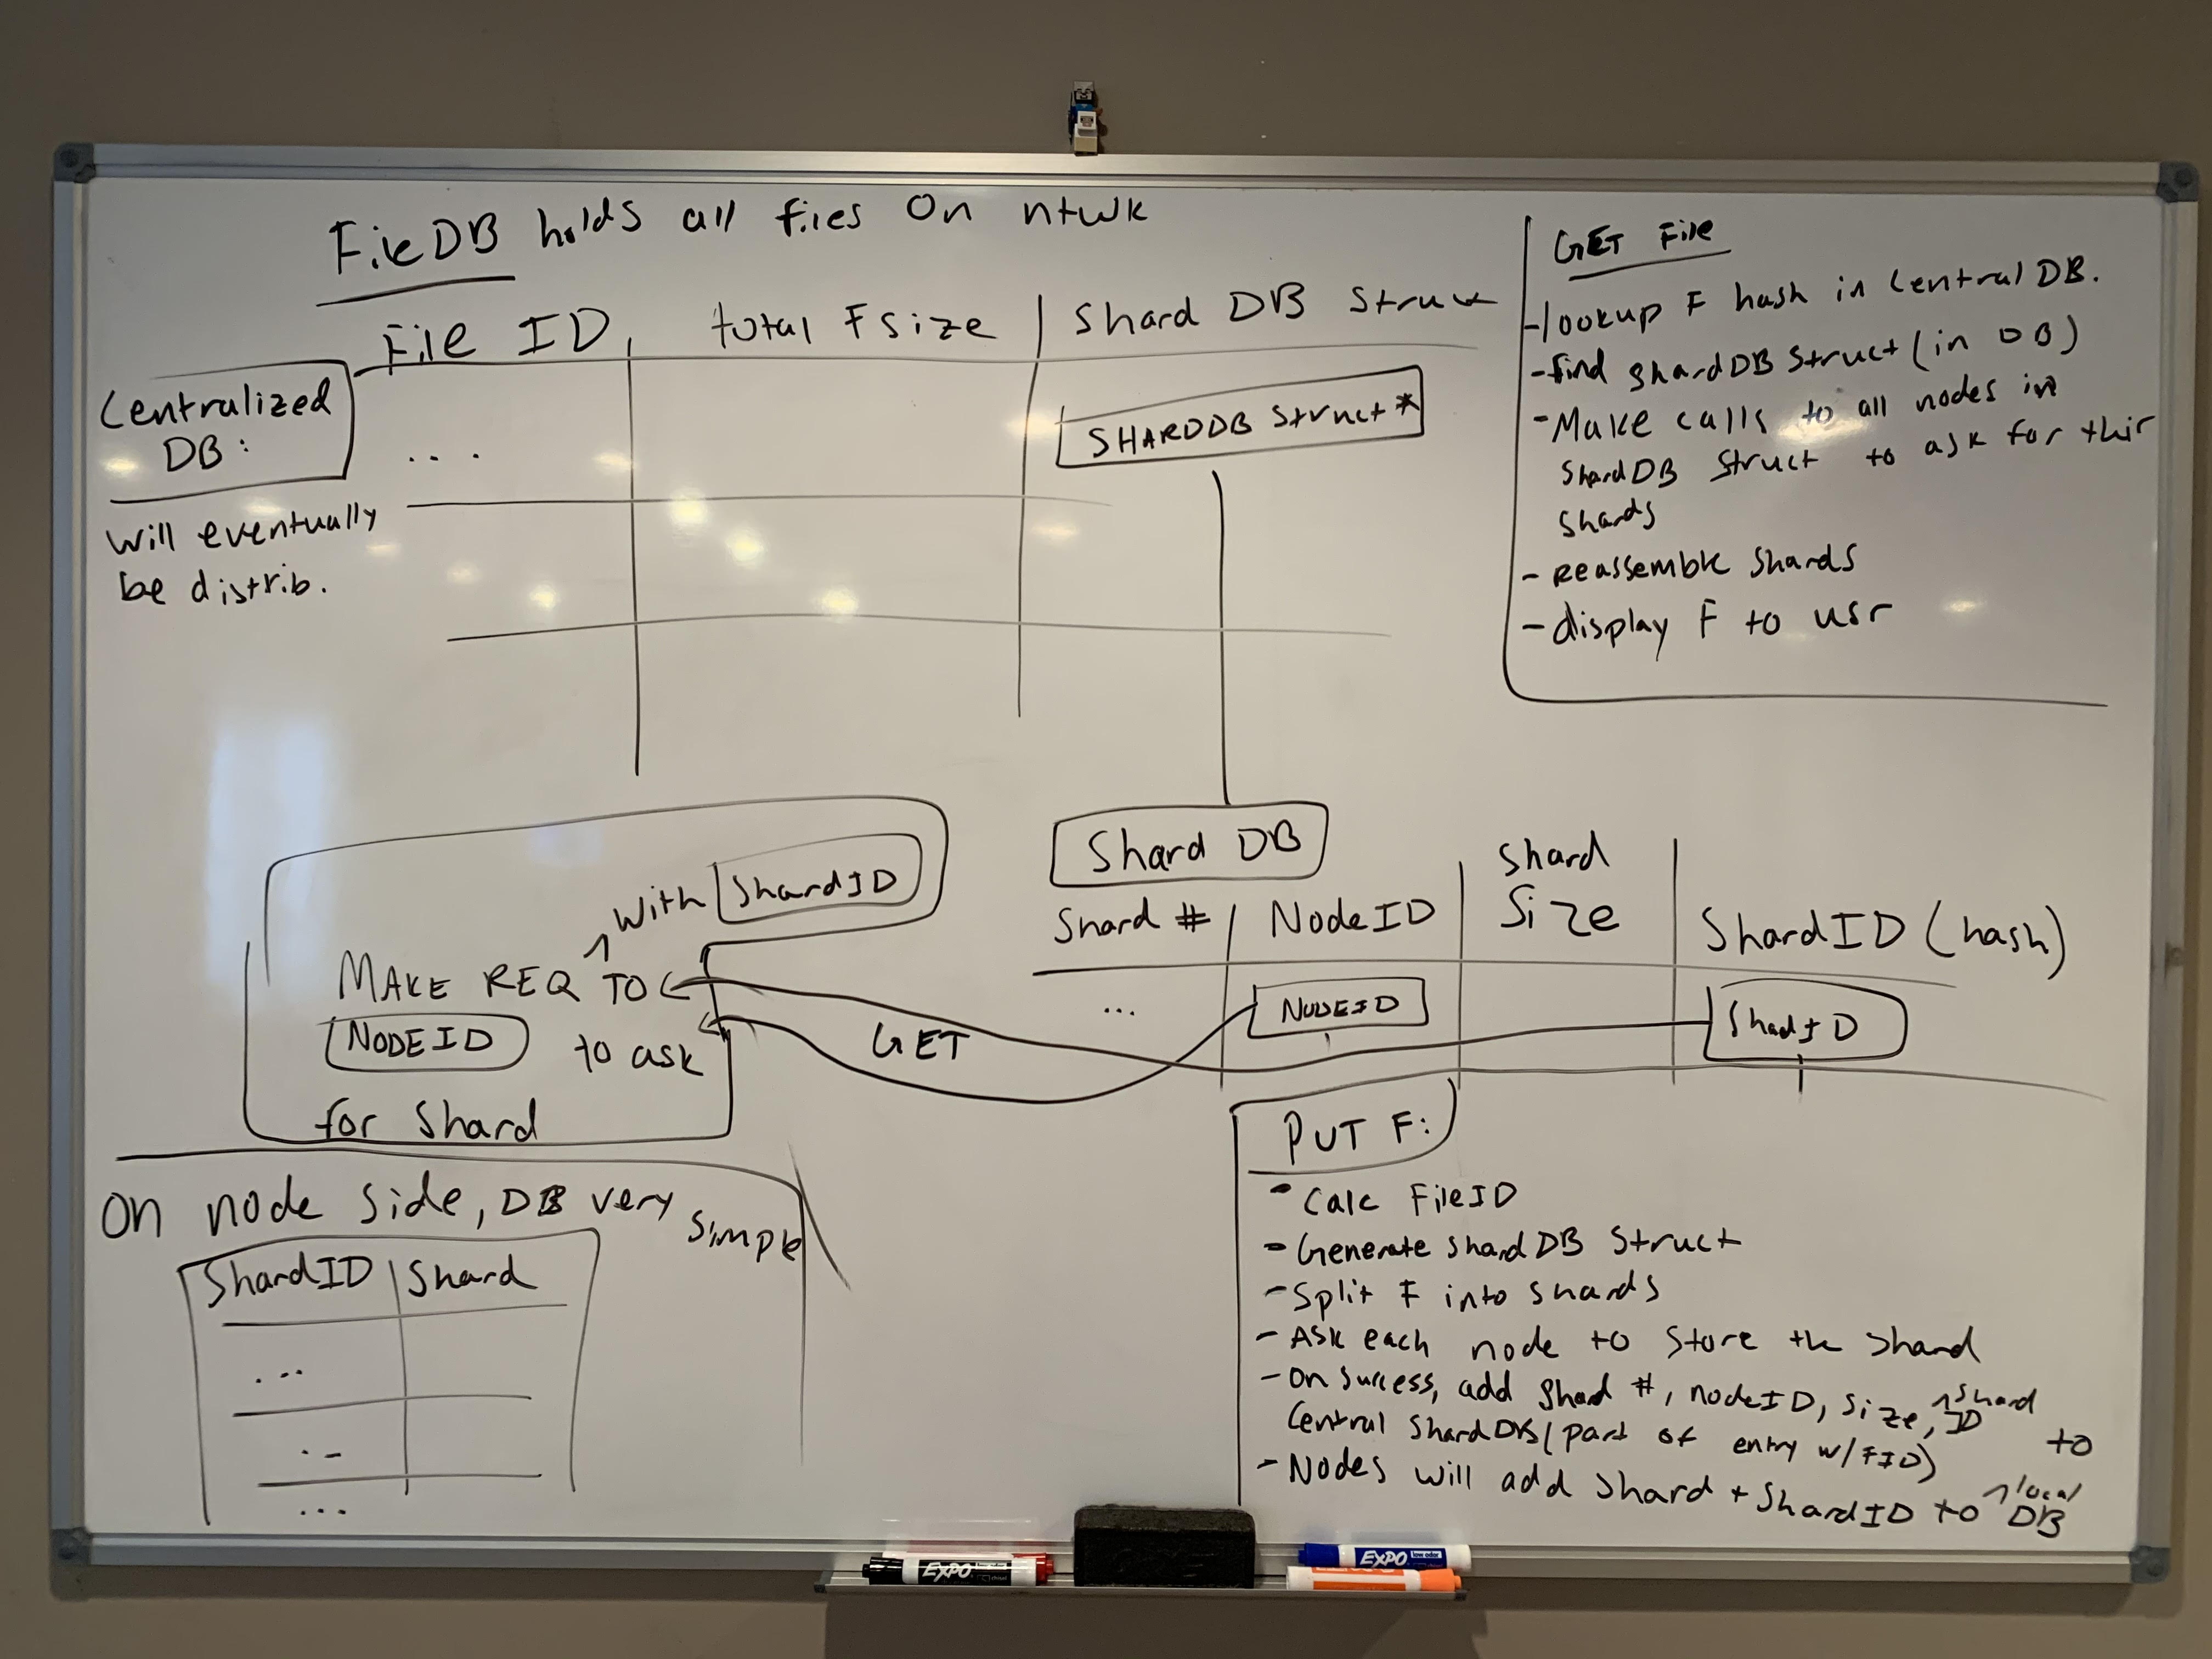 FileDB holds all files on ntwk
File ID total Fsize Shard DB Struct
Centralized
DB:
will eventually
be distrib.
... SHARDDB Struct*
GET File
-lookup F hash in Central DB.
-find shardDB Struct (in DB)
-Make calls to all nodes in
ShardDB Struct to ask for thir
Shards
- reassemble shards
- display F to usr
With ShardID
MAKE REQ TO
NODEID to ask
for Shard
GET
Shard DB
Shard # NodeID Shard Size ShardID (hash)
... NODEID ShardID
On node side, DB very simple
ShardID Shard
...
..
...
PUT F:
- Calc FileID
- Generate shardDB Struct
- Split F into shards
- Ask each node to store the shard
- On success, add shard #, nodeID, size, shard ID to
Central ShardDB (part of entry w/ FID)
- Nodes will add shard + ShardID to local DB
EXPO
EXPO low odor